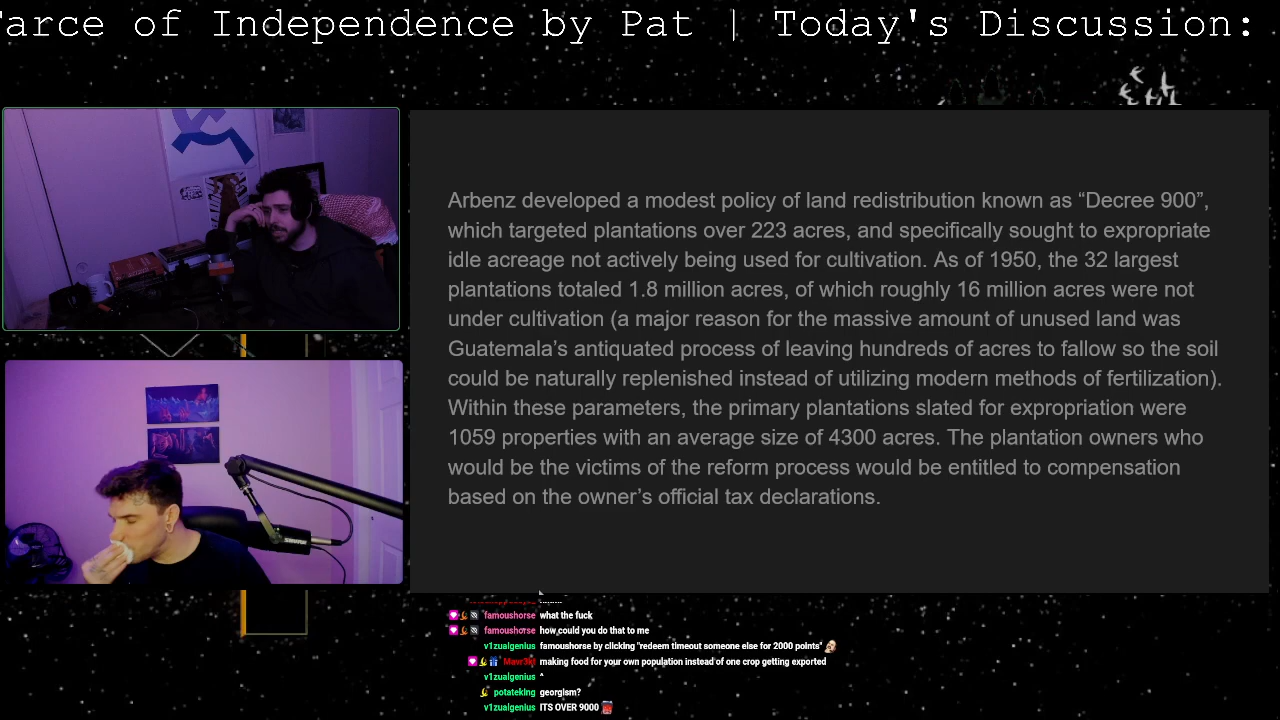 arce of Independence by Pat | Today's Discussion:
Arbenz developed a modest policy of land redistribution known as “Decree 900”,
which targeted plantations over 223 acres, and specifically sought to expropriate
idle acreage not actively being used for cultivation. As of 1950, the 32 largest
plantations totaled 1.8 million acres, of which roughly 16 million acres were not
under cultivation (a major reason for the massive amount of unused land was
Guatemala’s antiquated process of leaving hundreds of acres to fallow so the soil
could be naturally replenished instead of utilizing modern methods of fertilization).
Within these parameters, the primary plantations slated for expropriation were
1059 properties with an average size of 4300 acres. The plantation owners who
would be the victims of the reform process would be entitled to compensation
based on the owner’s official tax declarations.
famoushorse what the fuck
famoushorse how could you do that to me
v1zualgenius famoushorse by clicking "redeem timeout someone else for 2000 points"
making food for your own population instead of one crop getting exported
v1zualgenius ^
potateking georgism?
v1zualgenius ITS OVER 9000